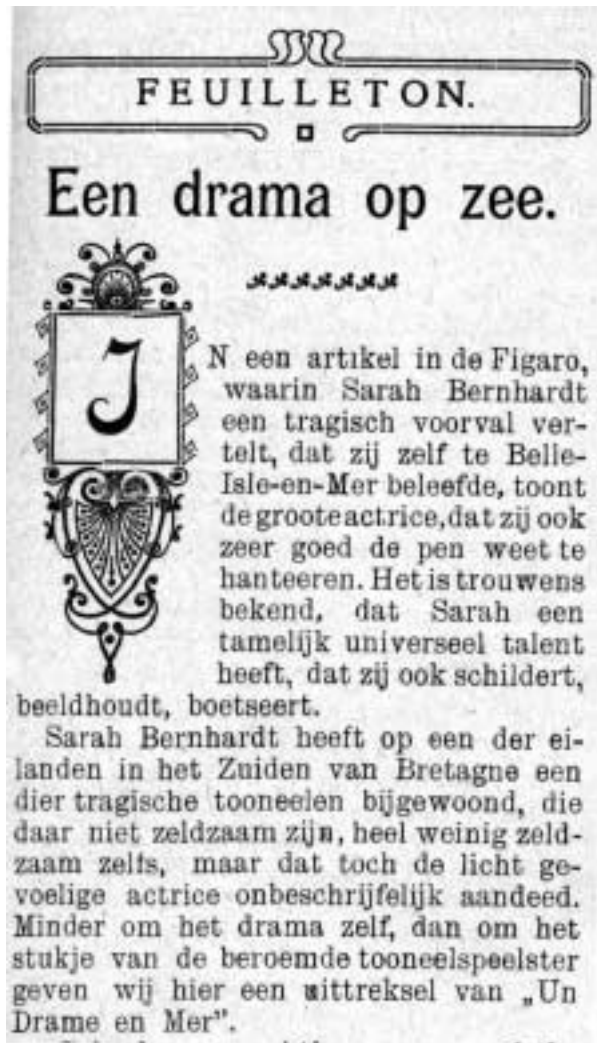 FEUILLETON.
Een drama op zee.
IN een artikel in de Figaro,
waarin Sarah Bernhardt
een tragisch voorval ver-
telt, dat zij zelf te Belle-
Isle-en-Mer beleefde, toont
de groote actrice, dat zij ook
zeer goed de pen weet te
hanteeren. Het is trouwens
bekend, dat Sarah een
tamelijk universeel talent
heeft, dat zij ook schildert,
beeldhoudt, boetseert.
Sarah Bernhardt heeft op een der ei-
landen in het Zuiden van Bretagne een
dier tragische tooneelen bijgewoond, die
daar niet zeldzaam zijn, heel weinig zeld-
zaam zelfs, maar dat toch de licht ge-
voelige actrice onbeschrijfelijk aandeed.
Minder om het drama zelf, dan om het
stukje van de beroemde tooneelspeelster
geven wij hier een uittreksel van „Un
Drame en Mer”.